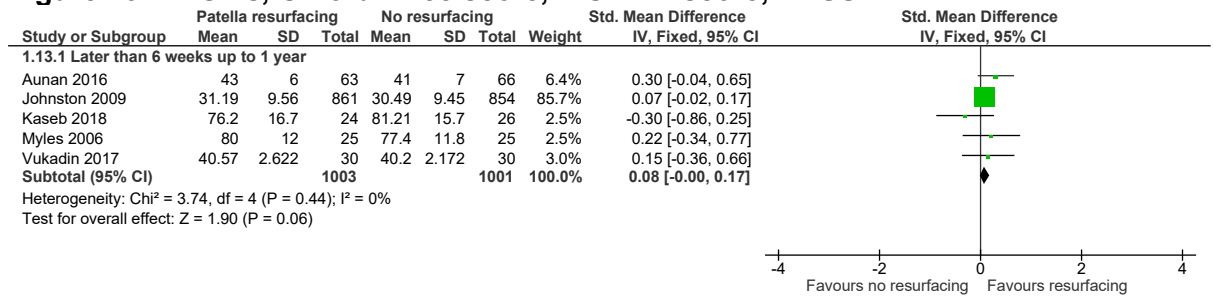 Patella resurfacing No resurfacing Std. Mean Difference Std. Mean Difference
Study or Subgroup Mean SD Total Mean SD Total Weight IV, Fixed, 95% CI IV, Fixed, 95% CI
1.13.1 Later than 6 weeks up to 1 year
Aunan 2016 43 6 63 41 7 66 6.4% 0.30 [-0.04, 0.65]
Johnston 2009 31.19 9.56 861 30.49 9.45 854 85.7% 0.07 [-0.02, 0.17]
Kaseb 2018 76.2 16.7 24 81.21 15.7 26 2.5% -0.30 [-0.86, 0.25]
Myles 2006 80 12 25 77.4 11.8 25 2.5% 0.22 [-0.34, 0.77]
Vukadin 2017 40.57 2.622 30 40.2 2.172 30 3.0% 0.15 [-0.36, 0.66]
Subtotal (95% CI) 1003 1001 100.0% 0.08 [-0.00, 0.17]
Heterogeneity: Chi² = 3.74, df = 4 (P = 0.44); I² = 0%
Test for overall effect: Z = 1.90 (P = 0.06)
-4 -2 0 2 4
Favours no resurfacing Favours resurfacing